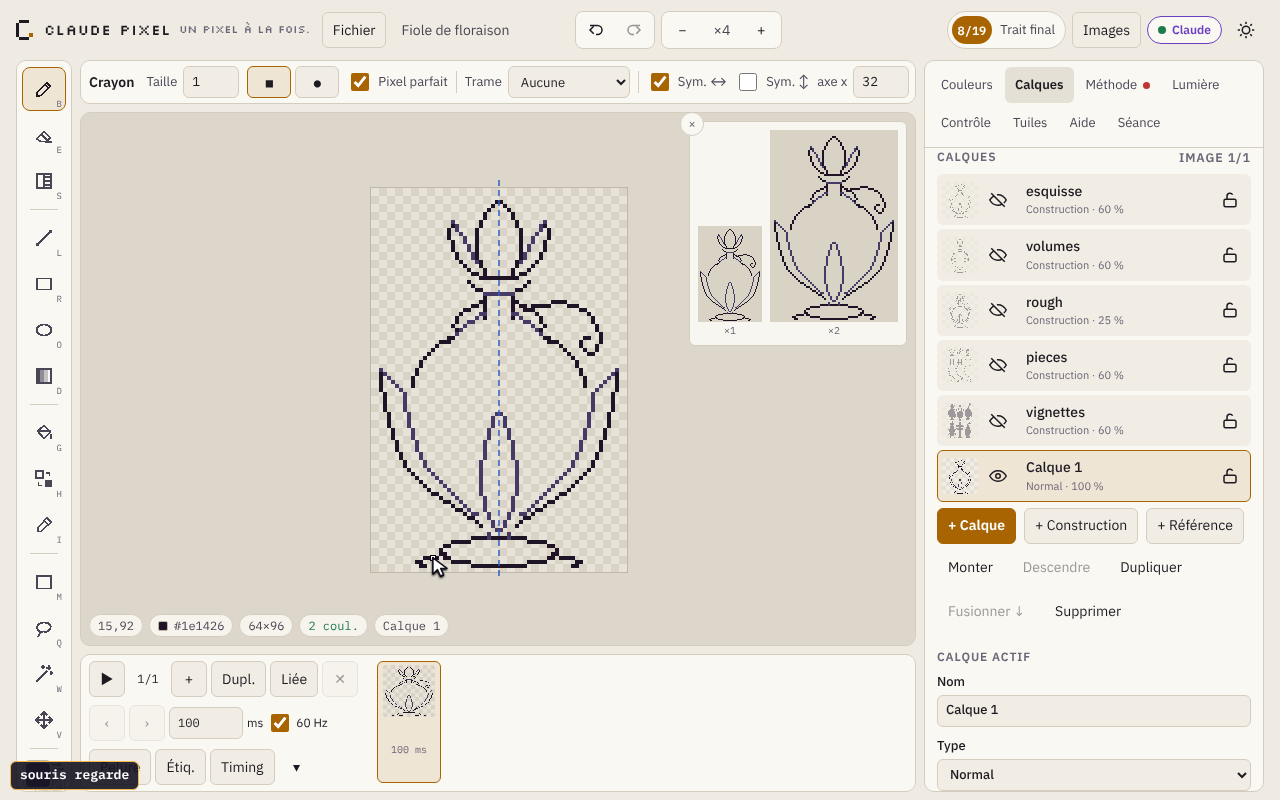 CLAUDE PIXEL UN PIXEL À LA FOIS. Fichier Fiole de floraison − ×4 + 8/19 Trait final Images Claude
Crayon Taille 1 Pixel parfait Trame Aucune Sym. ↔ Sym. ↕ axe x 32
B
E
S
L
R
O
D
G
H
I
M
Q
W
V
×
×1 ×2
15,92 #1e1426 64×96 2 coul. Calque 1
1/1 + Dupl. Liée ×
‹ › 100 ms 60 Hz
Étiq. Timing ▼
100 ms
souris regarde
Couleurs Calques Méthode Lumière
Contrôle Tuiles Aide Séance
CALQUES IMAGE 1/1
esquisse
Construction · 60 %
volumes
Construction · 60 %
rough
Construction · 25 %
pieces
Construction · 60 %
vignettes
Construction · 60 %
Calque 1
Normal · 100 %
+ Calque + Construction + Référence
Monter Descendre Dupliquer
Fusionner ↓ Supprimer
CALQUE ACTIF
Nom
Calque 1
Type
Normal